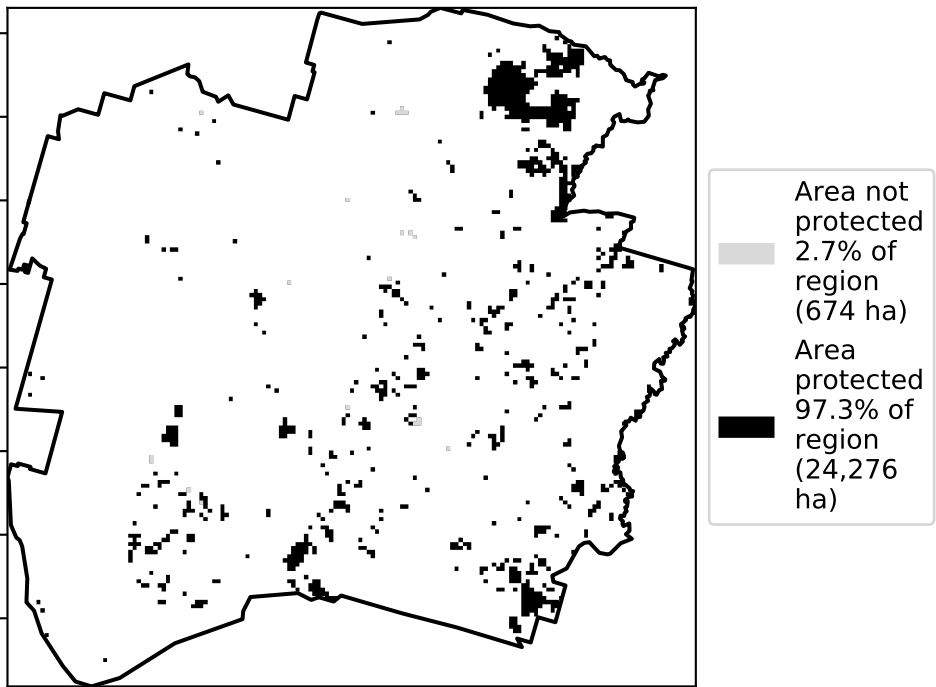 Area not
protected
2.7% of
region
(674 ha)
Area
protected
97.3% of
region
(24,276
ha)